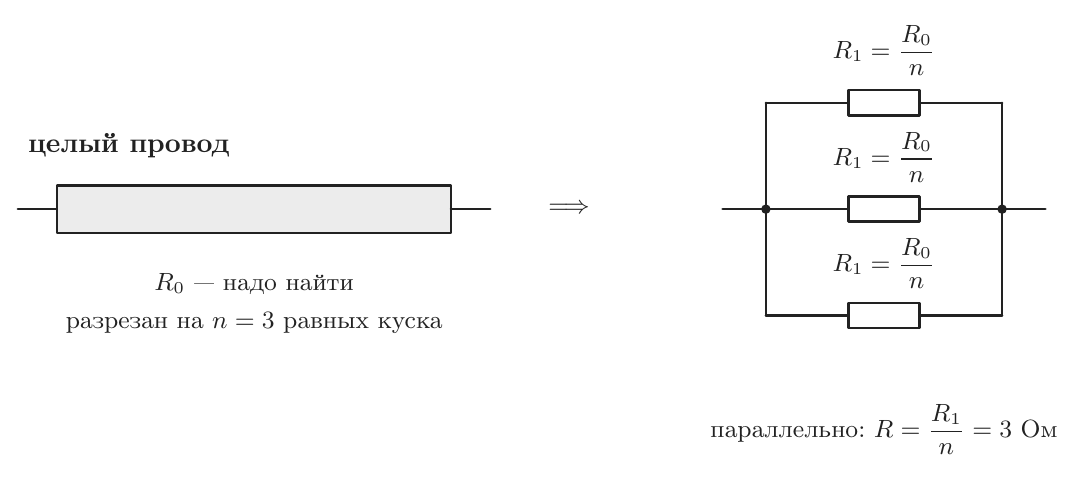 целый провод
R₀ — надо найти
разрезан на n = 3 равных куска
⟹
R₁ = R₀/n
R₁ = R₀/n
R₁ = R₀/n
параллельно: R = R₁/n = 3 Ом